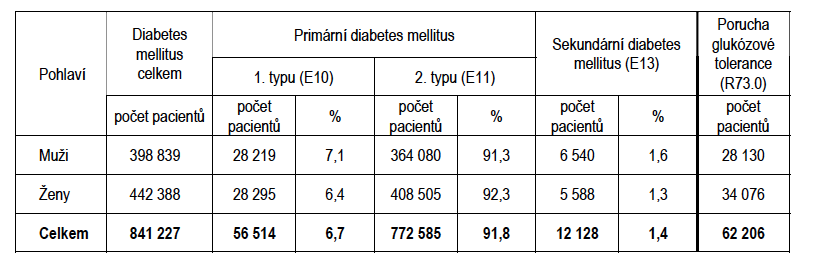 Pohlaví
Diabetes
mellitus
celkem
Primární diabetes mellitus
Sekundární diabetes
mellitus (E13)
Porucha
glukózové
tolerance
(R73.0)
1. typu (E10)
2. typu (E11)
počet pacientů
počet
pacientů
%
počet
pacientů
%
počet
pacientů
%
počet
pacientů
Muži 398 839 28 219 7,1 364 080 91,3 6 540 1,6 28 130
Ženy 442 388 28 295 6,4 408 505 92,3 5 588 1,3 34 076
Celkem 841 227 56 514 6,7 772 585 91,8 12 128 1,4 62 206